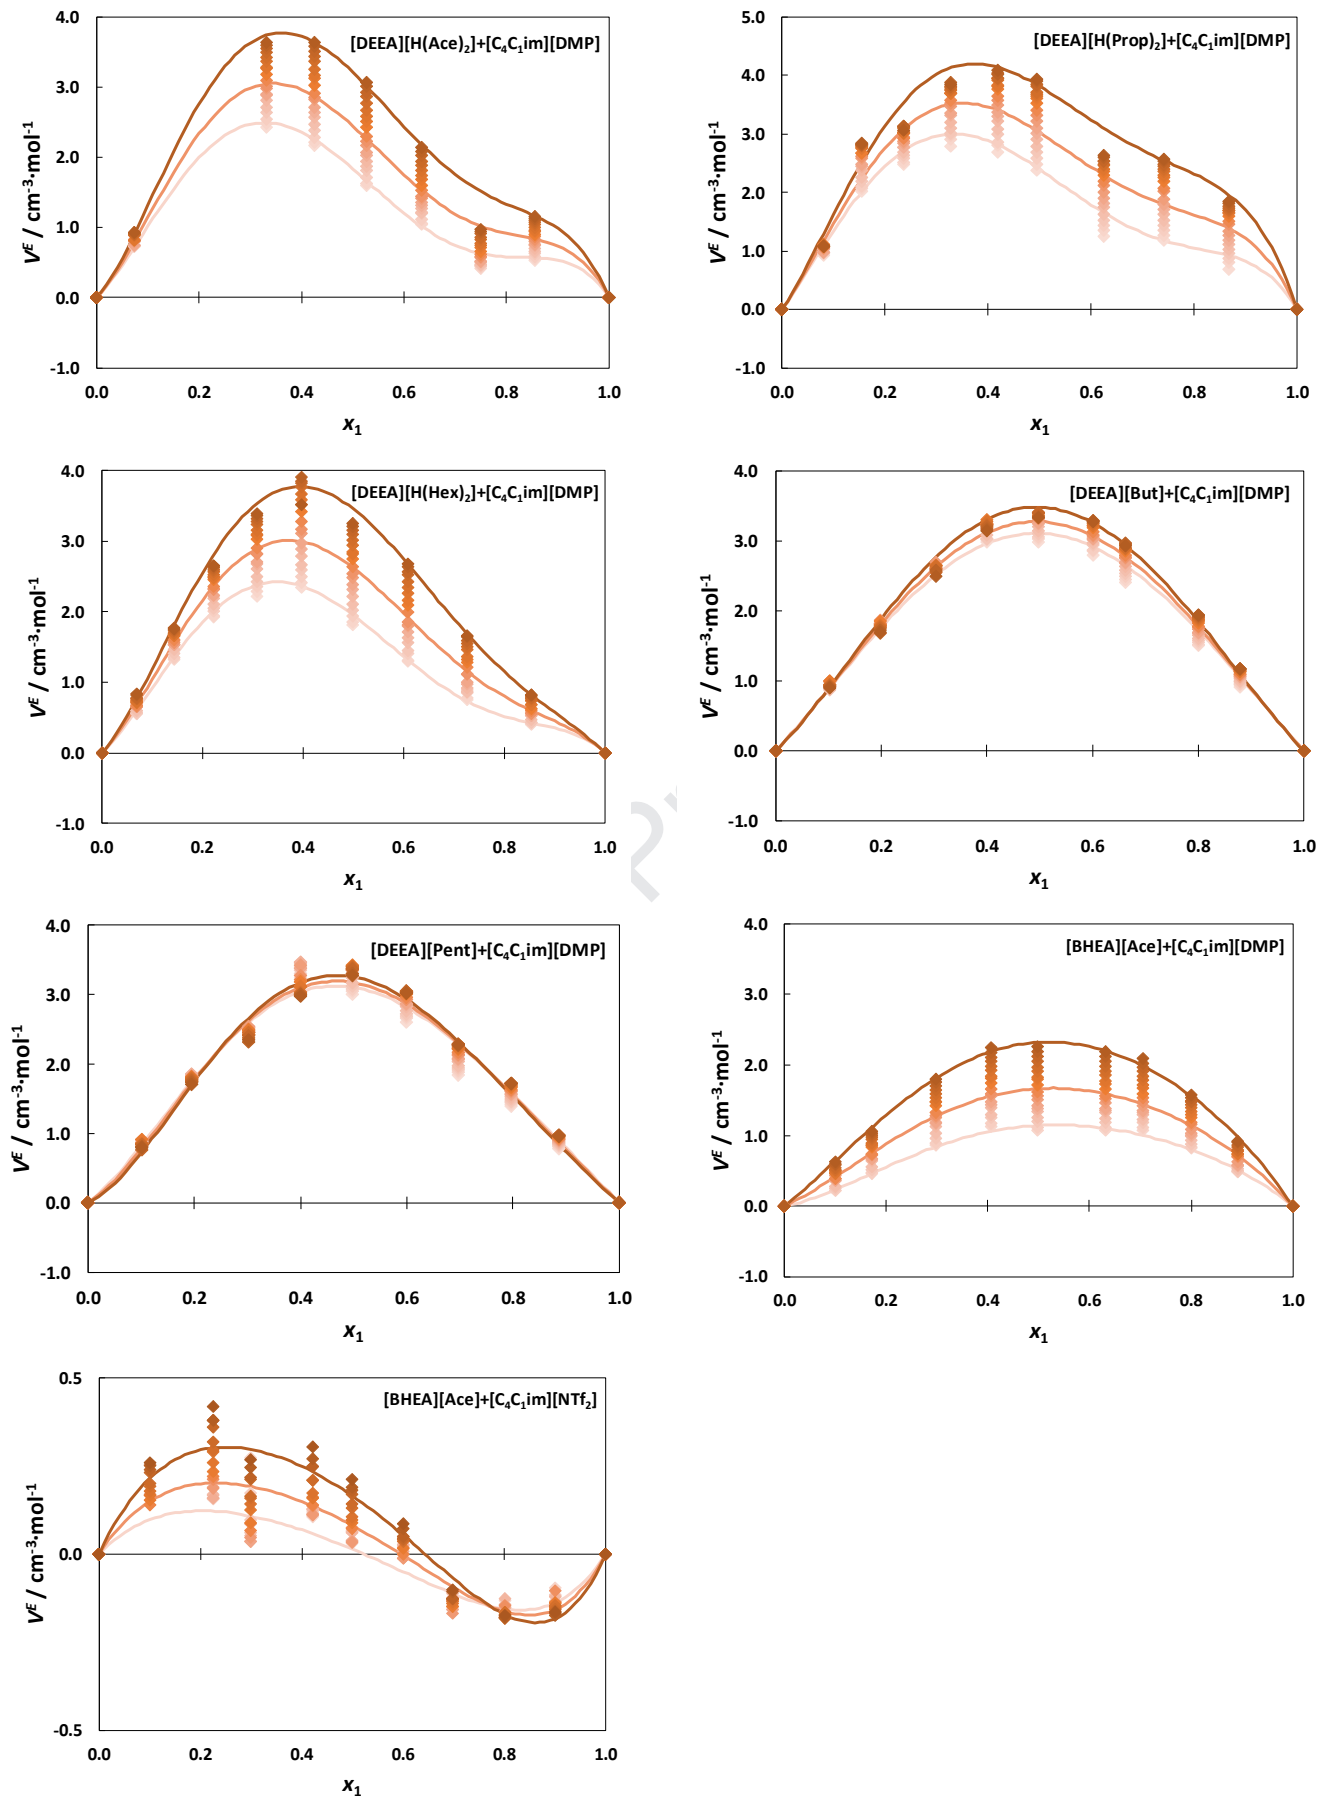 [DEEA][H(Ace)₂]+[C₄C₁im][DMP]
4.0
3.0
2.0
1.0
0.0
-1.0
Vᴱ / cm⁻³·mol⁻¹
0.0 0.2 0.4 0.6 0.8 1.0
x₁
[DEEA][H(Prop)₂]+[C₄C₁im][DMP]
5.0
4.0
3.0
2.0
1.0
0.0
-1.0
Vᴱ / cm⁻³·mol⁻¹
0.0 0.2 0.4 0.6 0.8 1.0
x₁
[DEEA][H(Hex)₂]+[C₄C₁im][DMP]
4.0
3.0
2.0
1.0
0.0
-1.0
Vᴱ / cm⁻³·mol⁻¹
0.0 0.2 0.4 0.6 0.8 1.0
x₁
[DEEA][But]+[C₄C₁im][DMP]
4.0
3.0
2.0
1.0
0.0
-1.0
Vᴱ / cm⁻³·mol⁻¹
0.0 0.2 0.4 0.6 0.8 1.0
x₁
[DEEA][Pent]+[C₄C₁im][DMP]
4.0
3.0
2.0
1.0
0.0
-1.0
Vᴱ / cm⁻³·mol⁻¹
0.0 0.2 0.4 0.6 0.8 1.0
x₁
[BHEA][Ace]+[C₄C₁im][DMP]
4.0
3.0
2.0
1.0
0.0
-1.0
Vᴱ / cm⁻³·mol⁻¹
0.0 0.2 0.4 0.6 0.8 1.0
x₁
[BHEA][Ace]+[C₄C₁im][NTf₂]
0.5
0.0
-0.5
Vᴱ / cm⁻³·mol⁻¹
0.0 0.2 0.4 0.6 0.8 1.0
x₁